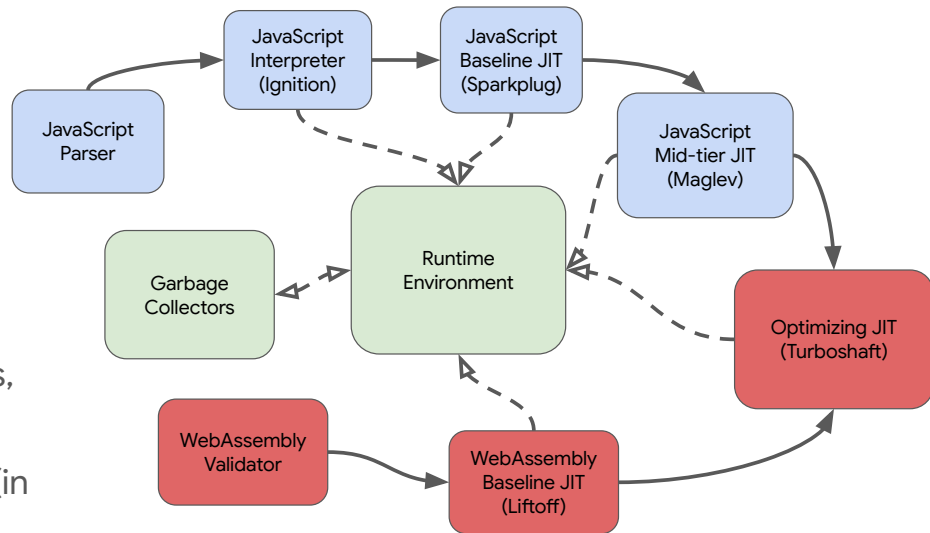 JavaScript
Interpreter
(Ignition)
JavaScript
Baseline JIT
(Sparkplug)
JavaScript
Parser
JavaScript
Mid-tier JIT
(Maglev)
Garbage
Collectors
Runtime
Environment
Optimizing JIT
(Turboshaft)
s,
WebAssembly
Validator
WebAssembly
Baseline JIT
(Liftoff)
(in